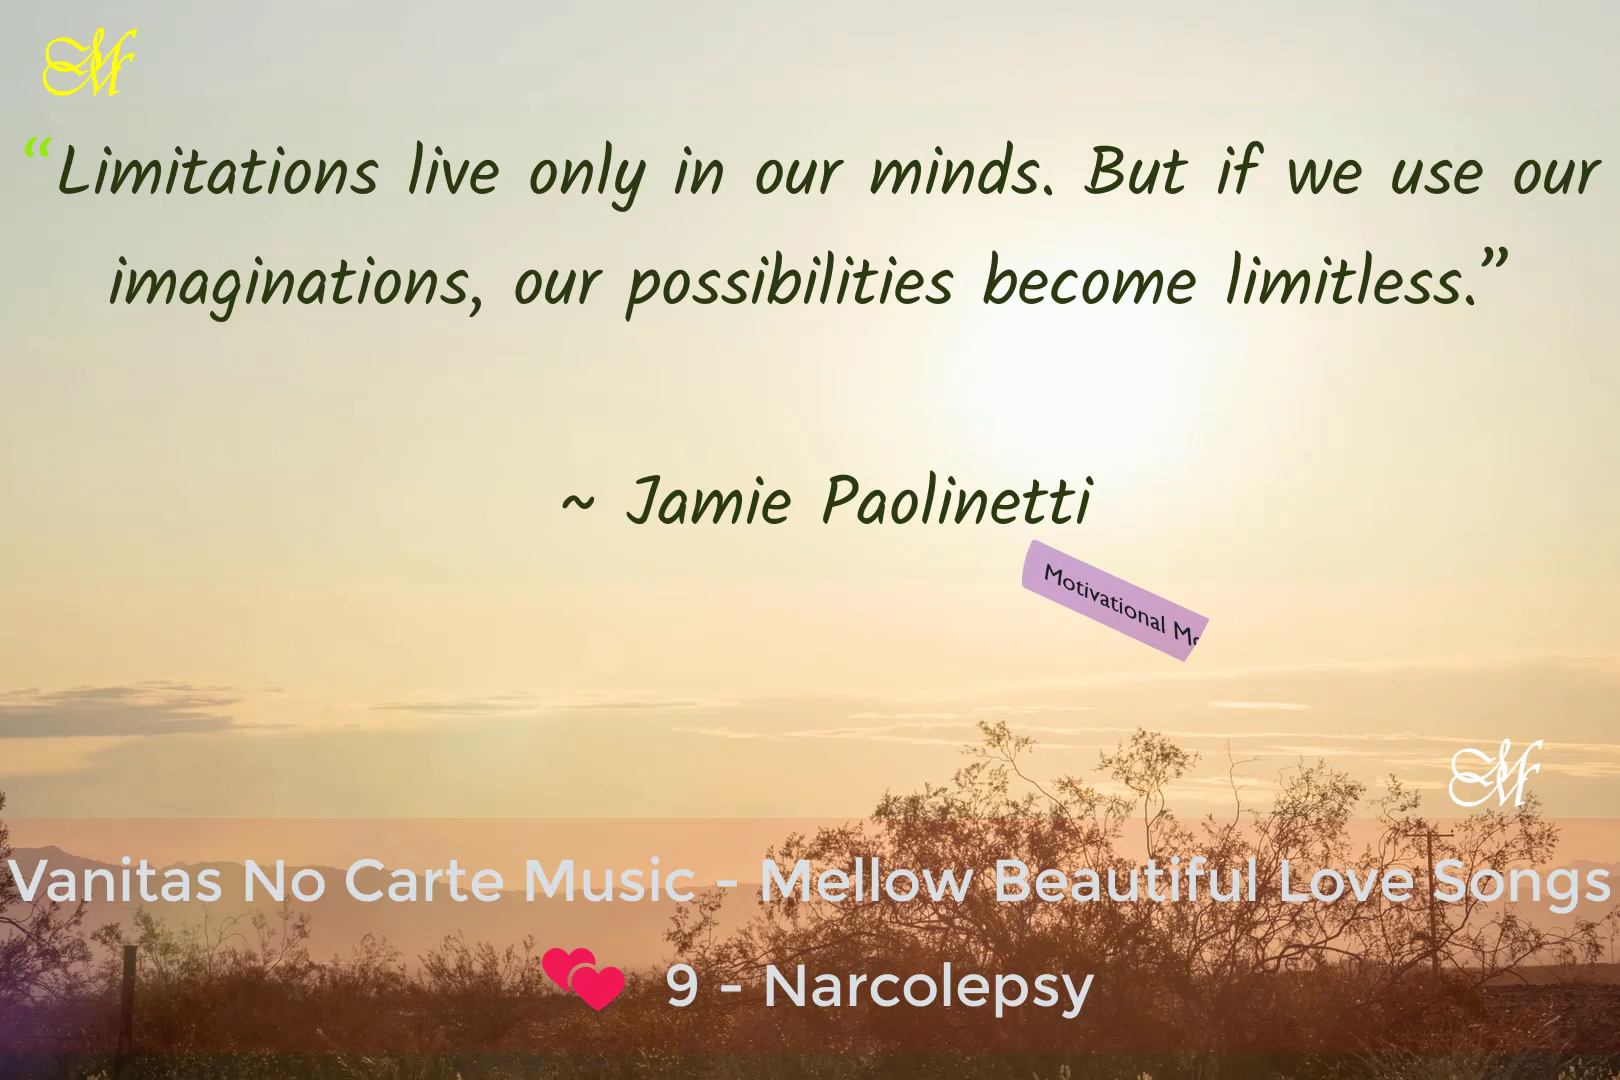 “Limitations live only in our minds. But if we use our
imaginations, our possibilities become limitless.”
~ Jamie Paolinetti
Motivational
Vanitas No Carte Music - Mellow Beautiful Love Songs
9 - Narcolepsy